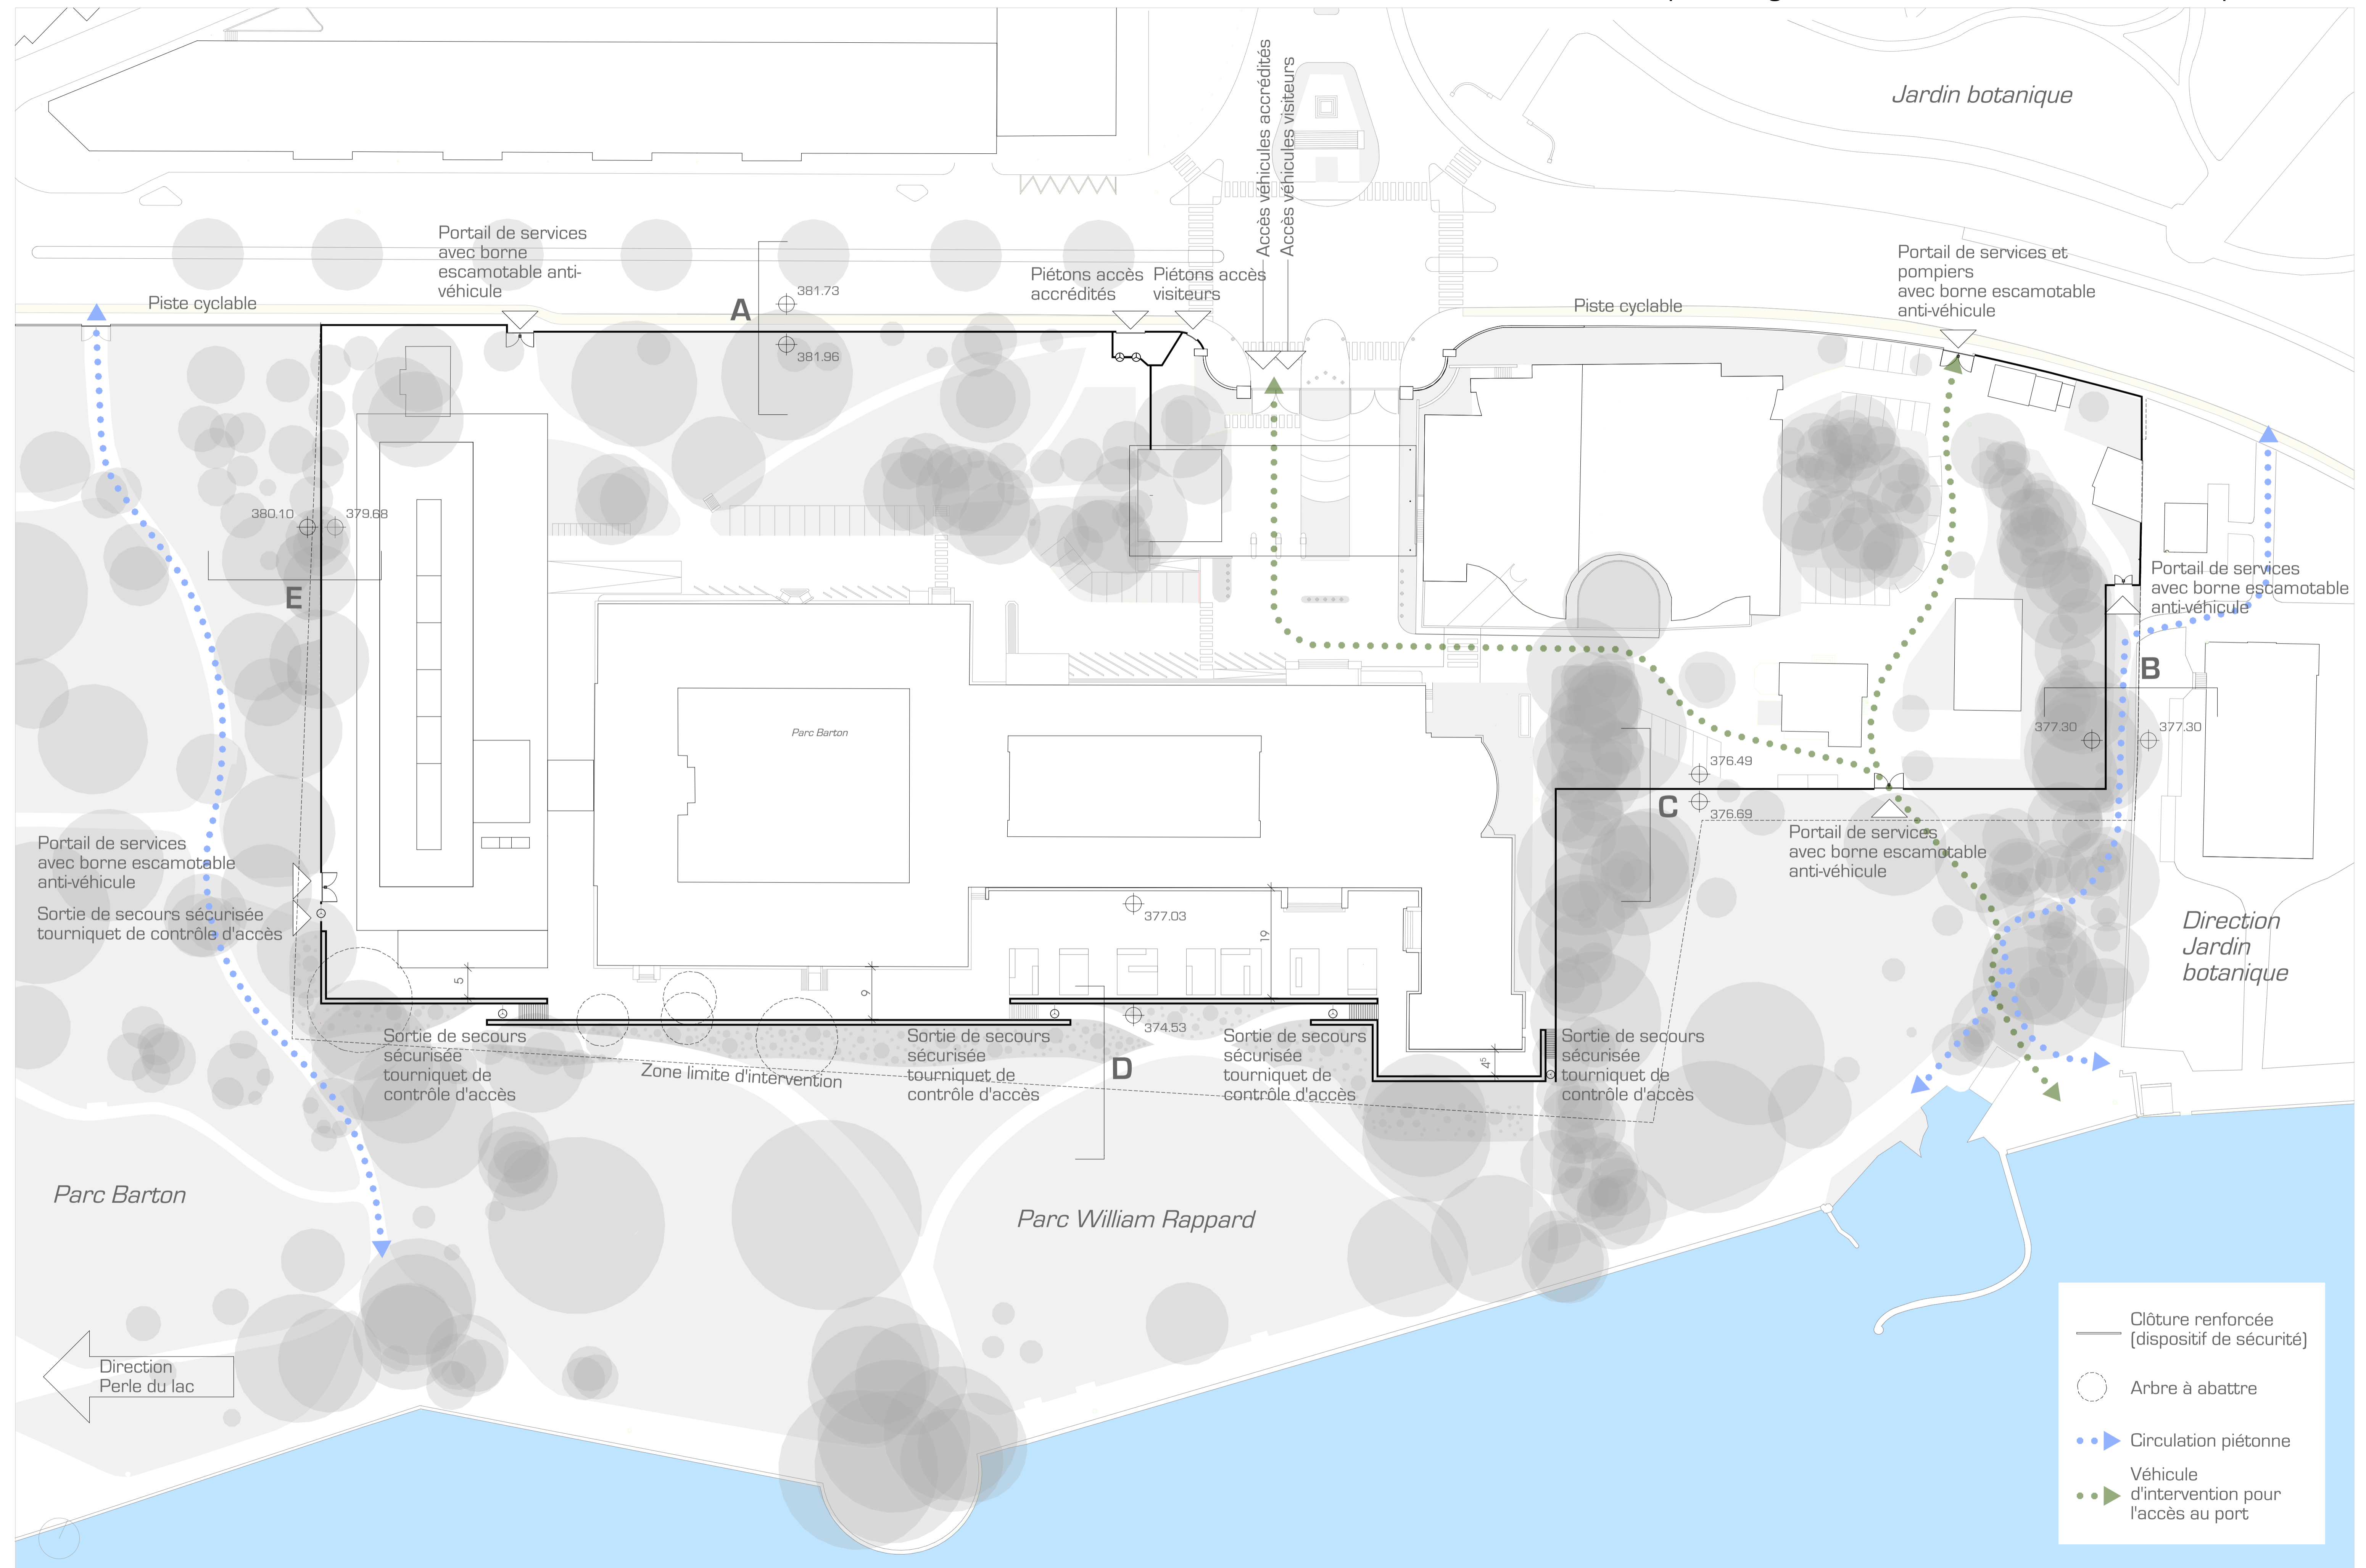 Jardin botanique
Accès véhicules accrédités
Accès véhicules visiteurs
Portail de services
avec borne
escamotable anti-
véhicule
Piste cyclable
A
381.73
381.96
Piétons accès
accrédités
Piétons accès
visiteurs
Piste cyclable
Portail de services et
pompiers
avec borne escamotable
anti-véhicule
380.10
379.68
E
Portail de services
avec borne escamotable
anti-véhicule
B
377.30
377.30
Parc Barton
376.49
C
376.69
Portail de services
avec borne escamotable
anti-véhicule
Portail de services
avec borne escamotable
anti-véhicule
Sortie de secours sécurisée
tourniquet de contrôle d'accès
377.03
19
5
9
374.53
Direction
Jardin
botanique
Sortie de secours
sécurisée
tourniquet de
contrôle d'accès
Zone limite d'intervention
Sortie de secours
sécurisée
tourniquet de
contrôle d'accès
D
Sortie de secours
sécurisée
tourniquet de
contrôle d'accès
4⁵
Sortie de secours
sécurisée
tourniquet de
contrôle d'accès
Parc Barton
Parc William Rappard
Direction
Perle du lac
Clôture renforcée
(dispositif de sécurité)
Arbre à abattre
Circulation piétonne
Véhicule
d'intervention pour
l'accès au port